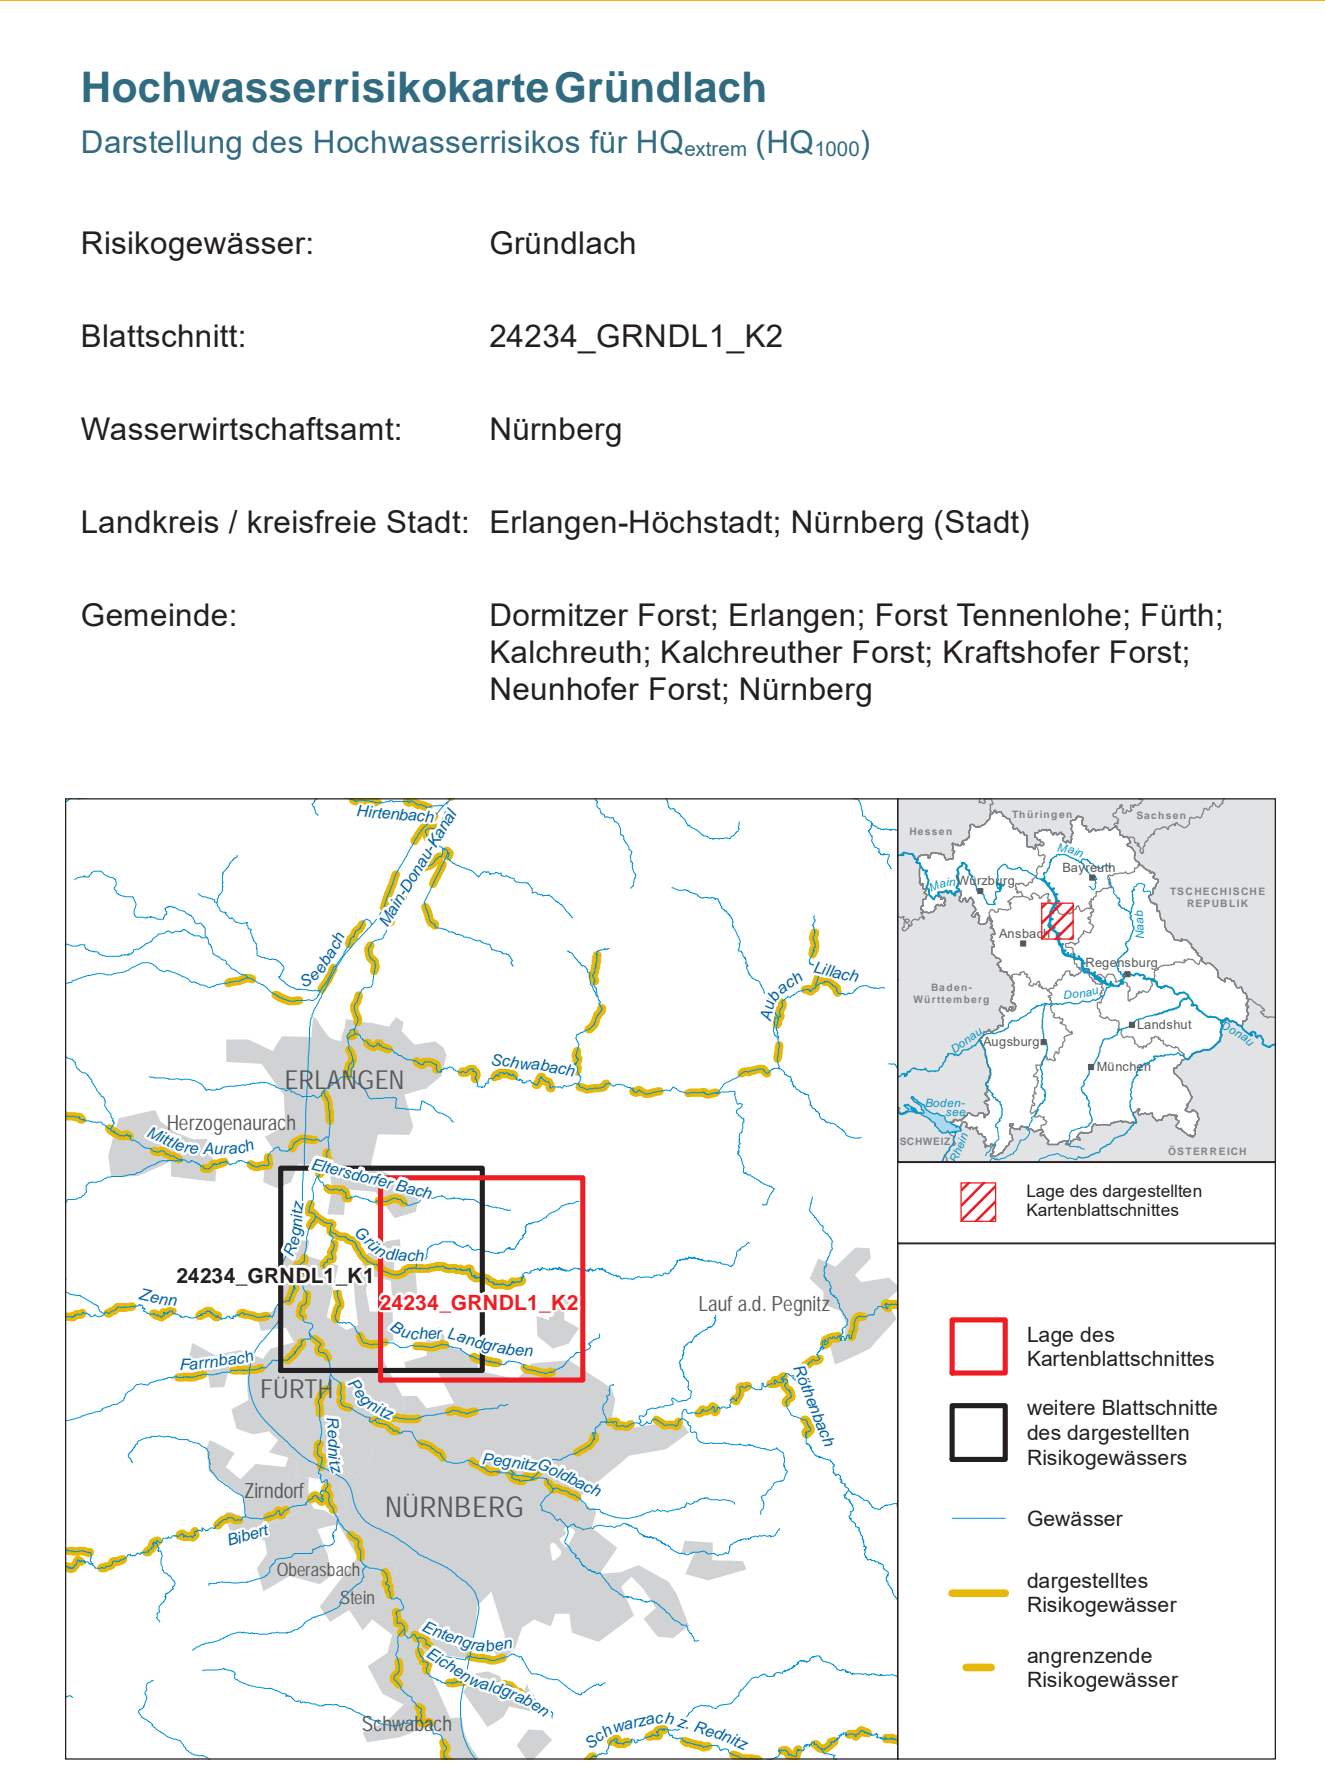 Hochwasserrisikokarte Gründlach
Darstellung des Hochwasserrisikos für HQextrem (HQ1000)
Risikogewässer: Gründlach
Blattschnitt: 24234_GRNDL1_K2
Wasserwirtschaftsamt: Nürnberg
Landkreis / kreisfreie Stadt: Erlangen-Höchstadt; Nürnberg (Stadt)
Gemeinde: Dormitzer Forst; Erlangen; Forst Tennenlohe; Fürth;
Kalchreuth; Kalchreuther Forst; Kraftshofer Forst;
Neunhofer Forst; Nürnberg
Hirtenbach
Main-Donau-Kanal
Seebach
Aubach
Lillach
Schwabach
ERLANGEN
Herzogenaurach
Mittlere Aurach
Eltersdorfer Bach
Regnitz
Gründlach
24234_GRNDL1_K1
24234_GRNDL1_K2
Zenn
Lauf a.d. Pegnitz
Bucher Landgraben
Farrnbach
FÜRTH
Pegnitz
Röthenbach
Rednitz
Pegnitz
Goldbach
Zirndorf
NÜRNBERG
Bibert
Oberasbach
Stein
Entengraben
Eichenwaldgraben
Schwabach
Schwarzach z. Rednitz
Thüringen
Sachsen
Hessen
Main
Bayreuth
Main
Würzburg
TSCHECHISCHE
REPUBLIK
Naab
Ansbach
Regensburg
Baden-
Württemberg
Donau
Landshut
Donau
Donau
Augsburg
München
Boden-
see
SCHWEIZ
Rhein
ÖSTERREICH
Lage des dargestellten
Kartenblattschnittes
Lage des
Kartenblattschnittes
weitere Blattschnitte
des dargestellten
Risikogewässers
Gewässer
dargestelltes
Risikogewässer
angrenzende
Risikogewässer